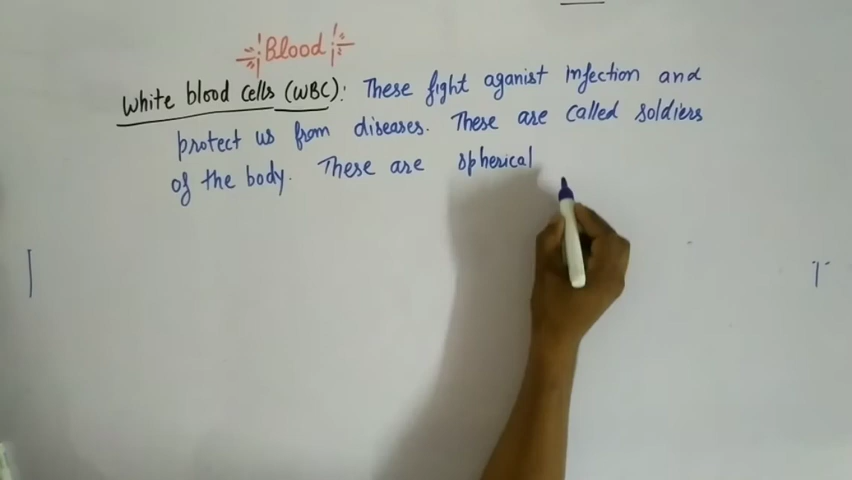 Blood
White blood cells (WBC): These fight aganist infection and
protect us from diseases. These are called soldiers
of the body. These are spherical